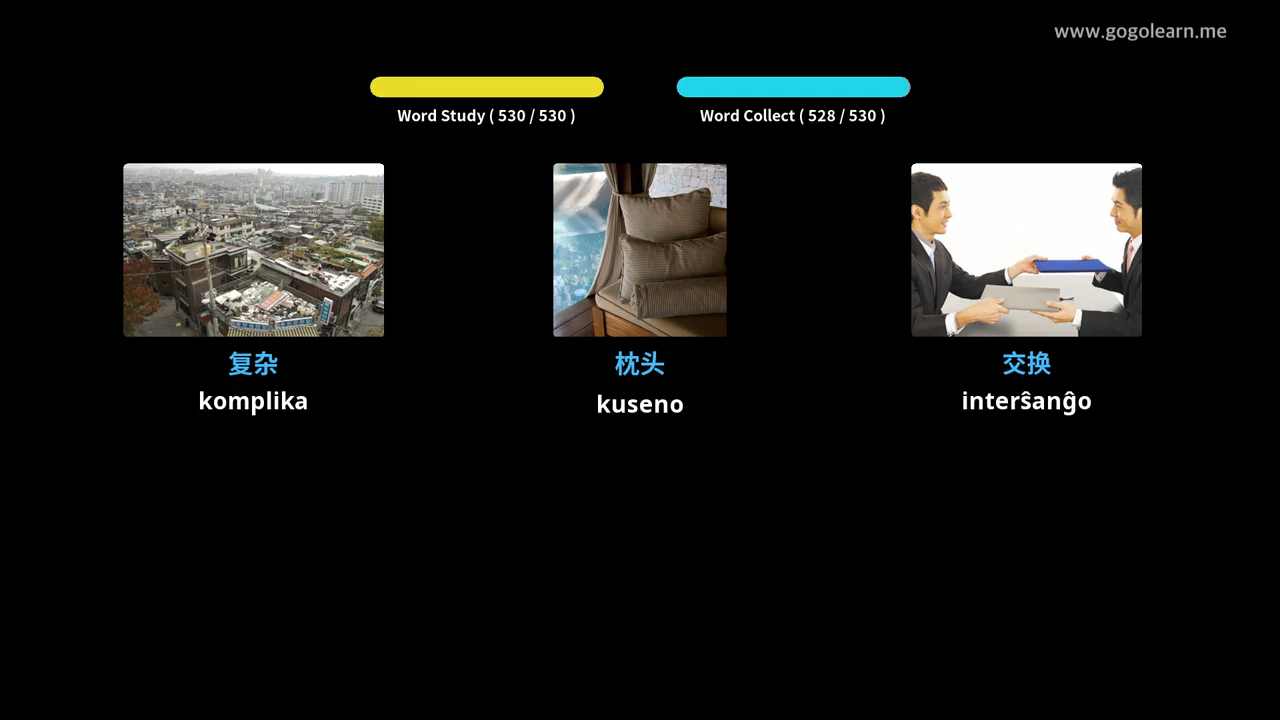 www.gogolearn.me
Word Study ( 530 / 530 )
Word Collect ( 528 / 530 )
复杂
komplika
枕头
kuseno
交换
interŝanĝo